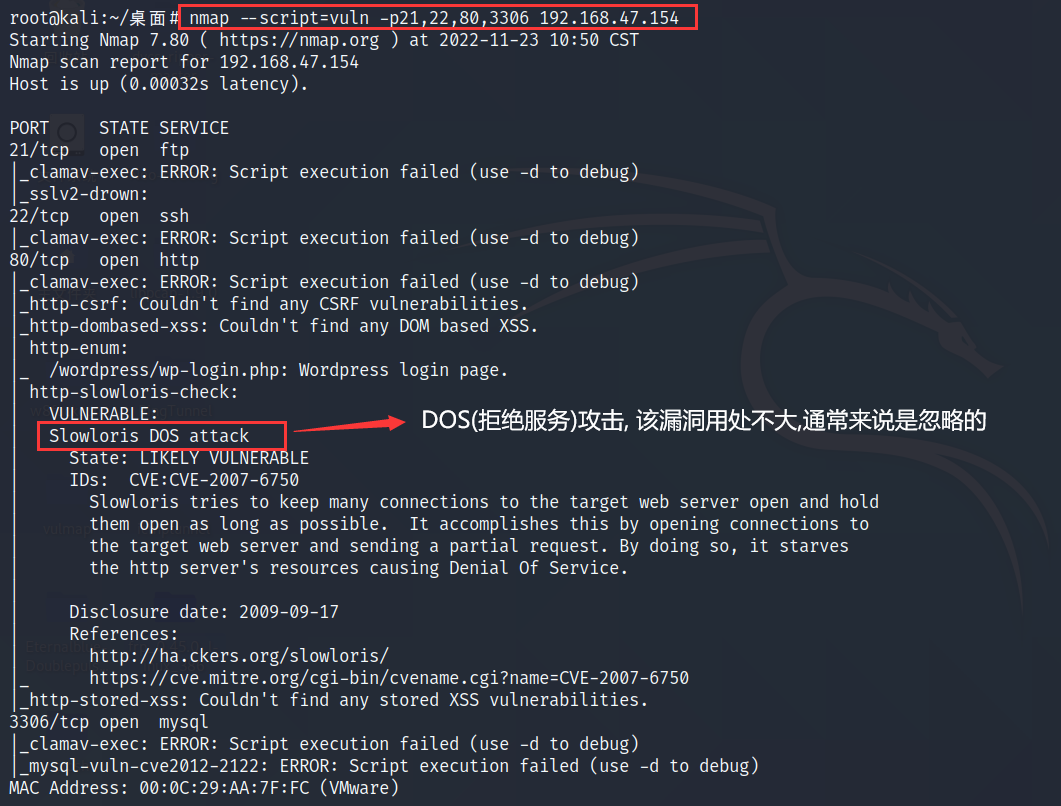 root@kali:~/桌面# nmap --script=vuln -p21,22,80,3306 192.168.47.154
Starting Nmap 7.80 ( https://nmap.org ) at 2022-11-23 10:50 CST
Nmap scan report for 192.168.47.154
Host is up (0.00032s latency).

PORT     STATE SERVICE
21/tcp   open  ftp
|_clamav-exec: ERROR: Script execution failed (use -d to debug)
|_sslv2-drown:
22/tcp   open  ssh
|_clamav-exec: ERROR: Script execution failed (use -d to debug)
80/tcp   open  http
|_clamav-exec: ERROR: Script execution failed (use -d to debug)
|_http-csrf: Couldn't find any CSRF vulnerabilities.
|_http-dombased-xss: Couldn't find any DOM based XSS.
| http-enum:
|_  /wordpress/wp-login.php: Wordpress login page.
| http-slowloris-check:
|   VULNERABLE:
|   Slowloris DOS attack
DOS(拒绝服务)攻击, 该漏洞用处不大,通常来说是忽略的
|     State: LIKELY VULNERABLE
|     IDs:  CVE:CVE-2007-6750
|       Slowloris tries to keep many connections to the target web server open and hold
|       them open as long as possible.  It accomplishes this by opening connections to
|       the target web server and sending a partial request. By doing so, it starves
|       the http server's resources causing Denial Of Service.
|
|     Disclosure date: 2009-09-17
|     References:
|       http://ha.ckers.org/slowloris/
|_      https://cve.mitre.org/cgi-bin/cvename.cgi?name=CVE-2007-6750
|_http-stored-xss: Couldn't find any stored XSS vulnerabilities.
3306/tcp open  mysql
|_clamav-exec: ERROR: Script execution failed (use -d to debug)
|_mysql-vuln-cve2012-2122: ERROR: Script execution failed (use -d to debug)
MAC Address: 00:0C:29:AA:7F:FC (VMware)